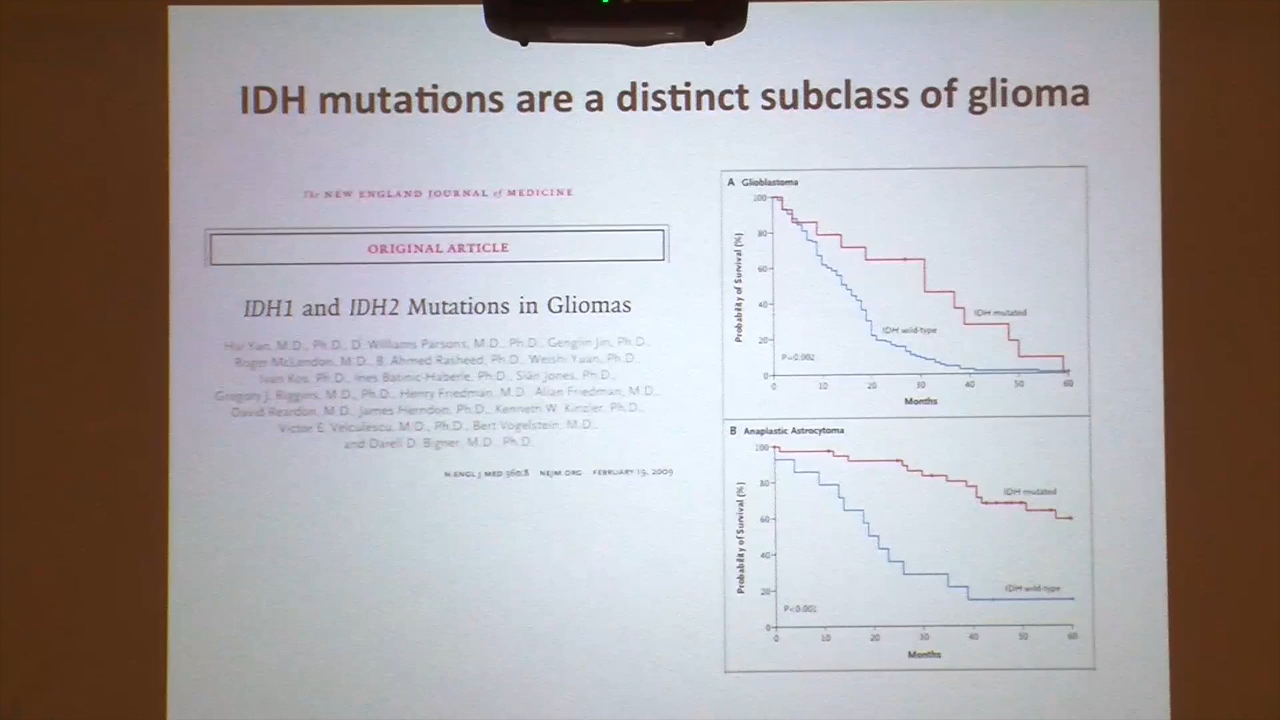 IDH mutations are a distinct subclass of glioma
The NEW ENGLAND JOURNAL of MEDICINE
ORIGINAL ARTICLE
IDH1 and IDH2 Mutations in Gliomas
Hai Yan, M.D., Ph.D., D. Williams Parsons, M.D., Ph.D., Genglin Jin, Ph.D.,
Roger McLendon, M.D., B. Ahmed Rasheed, Ph.D., Weishi Yuan, Ph.D.,
Ivan Kos, Ph.D., Ines Batinic-Haberle, Ph.D., Siân Jones, Ph.D.,
Gregory J. Riggins, M.D., Ph.D., Henry Friedman, M.D., Allan Friedman, M.D.,
David Reardon, M.D., James Herndon, Ph.D., Kenneth W. Kinzler, Ph.D.,
Victor E. Velculescu, M.D., Ph.D., Bert Vogelstein, M.D.,
and Darell D. Bigner, M.D., Ph.D.
N ENGL J MED 360;8 NEJM.ORG FEBRUARY 19, 2009
A Glioblastoma
Probability of Survival (%)
100
80
60
40
20
0
IDH mutated
IDH wild-type
P=0.002
0 10 20 30 40 50 60
Months
B Anaplastic Astrocytoma
Probability of Survival (%)
100
80
60
40
20
0
IDH mutated
IDH wild-type
P<0.001
0 10 20 30 40 50 60
Months